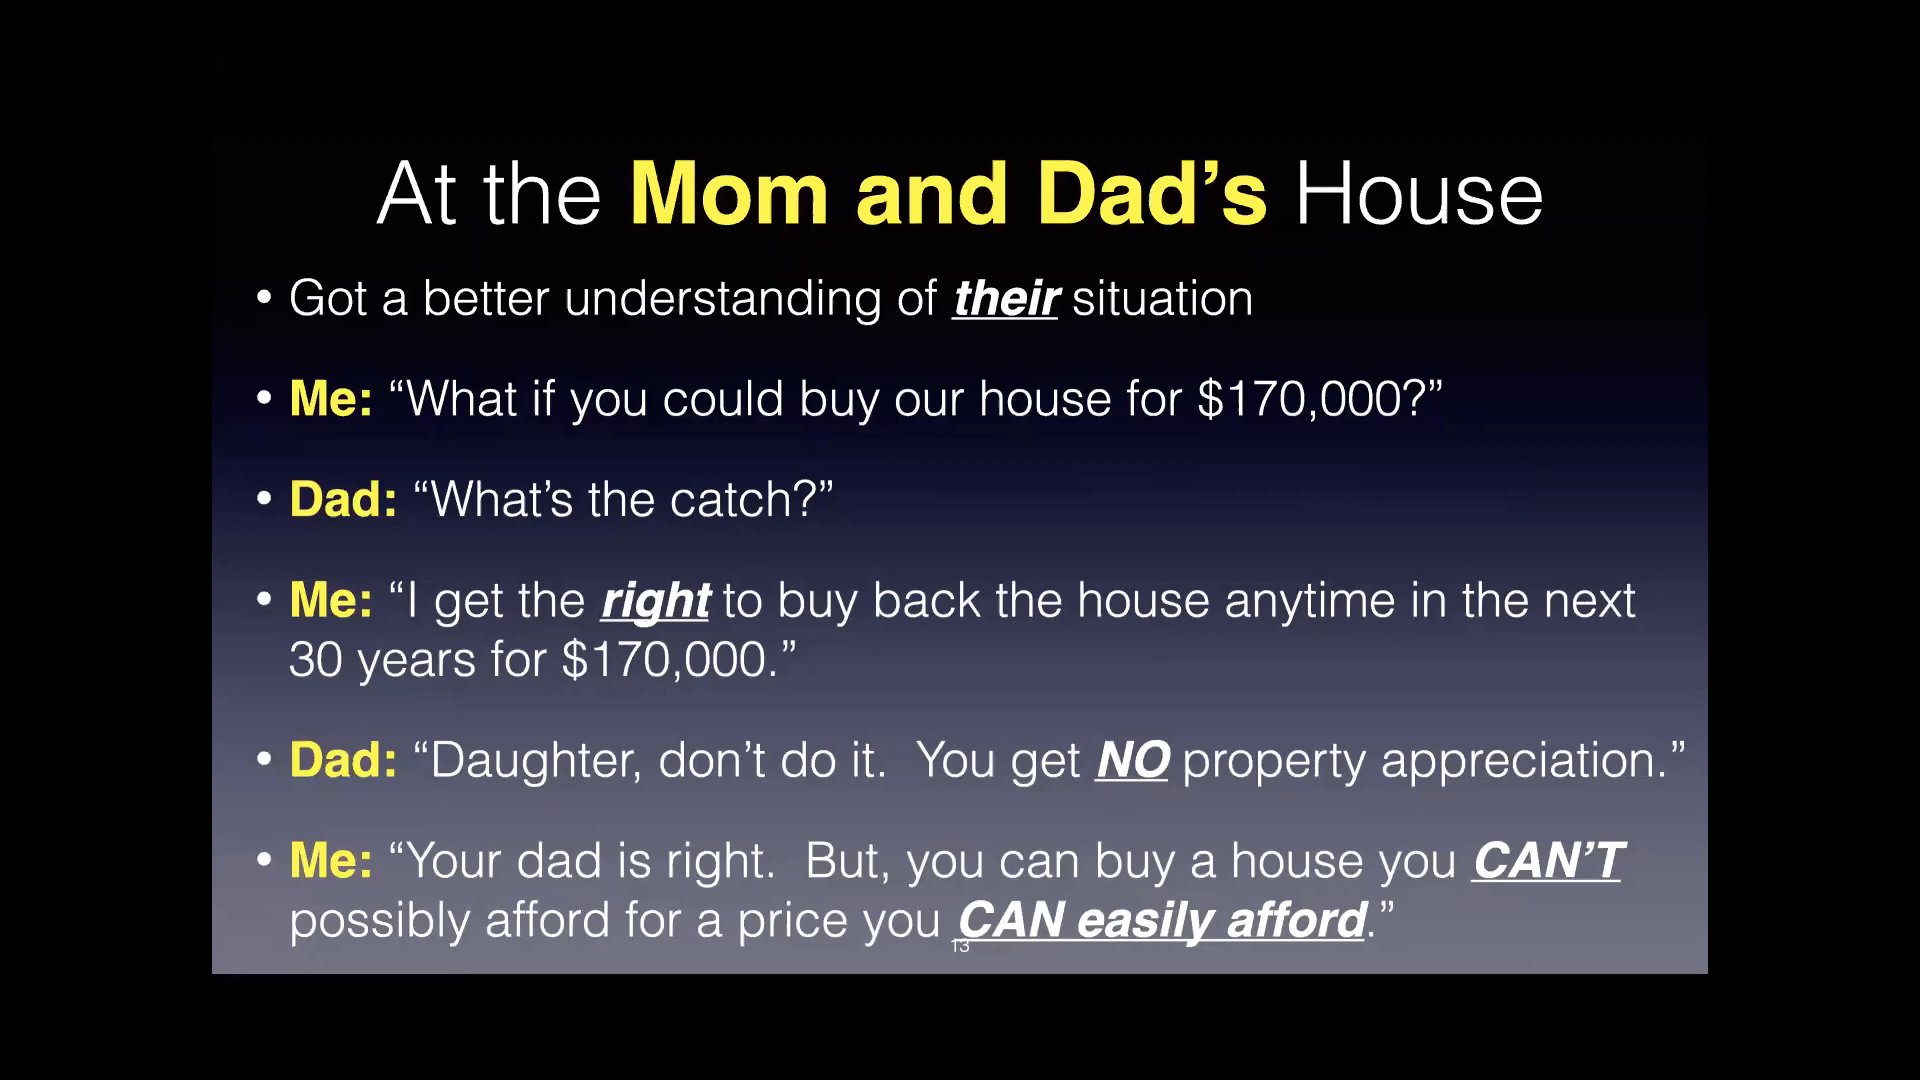 At the Mom and Dad’s House
• Got a better understanding of their situation
• Me: “What if you could buy our house for $170,000?”
• Dad: “What’s the catch?”
• Me: “I get the right to buy back the house anytime in the next
30 years for $170,000.”
• Dad: “Daughter, don’t do it.  You get NO property appreciation.”
• Me: “Your dad is right.  But, you can buy a house you CAN’T
possibly afford for a price you CAN easily afford.”
13